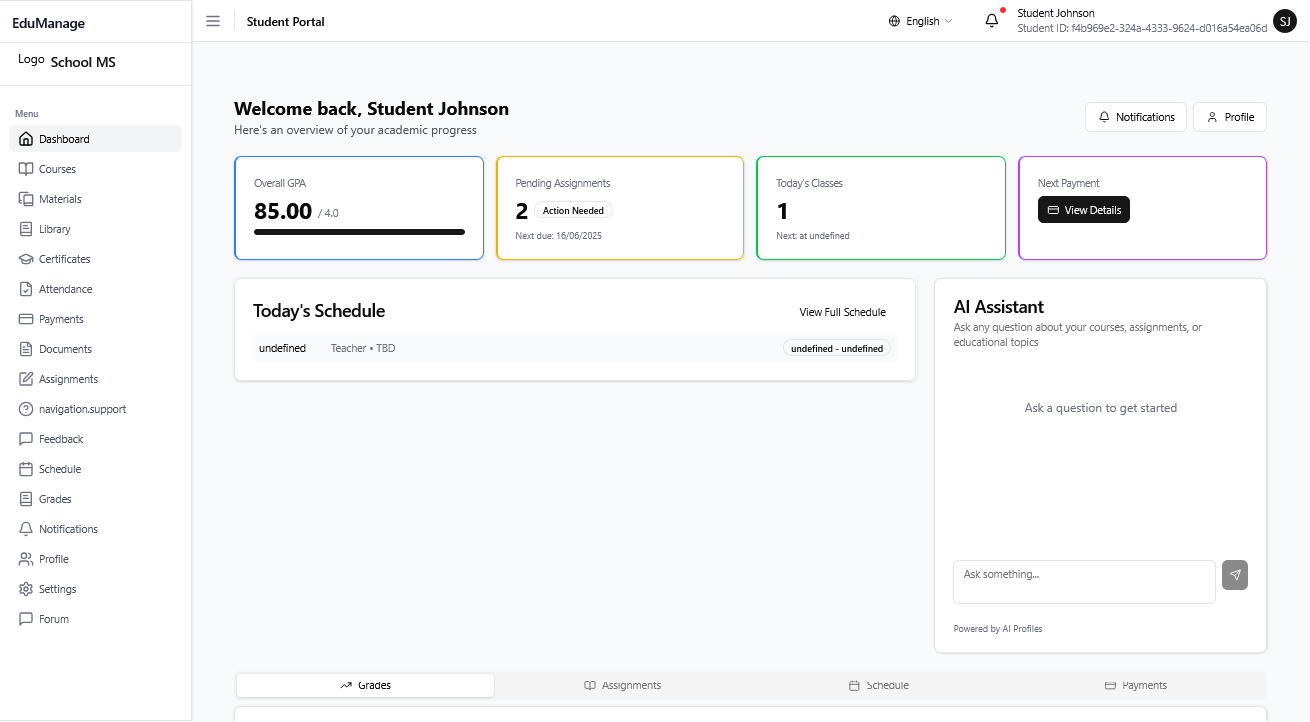 EduManage
Student Portal
English
Student Johnson
Student ID: f4b969e2-324a-4333-9624-d016a54ea06d
SJ
Logo School MS
Menu
Dashboard
Courses
Materials
Library
Certificates
Attendance
Payments
Documents
Assignments
navigation.support
Feedback
Schedule
Grades
Notifications
Profile
Settings
Forum
Welcome back, Student Johnson
Here's an overview of your academic progress
Notifications
Profile
Overall GPA
85.00 / 4.0
Pending Assignments
2 Action Needed
Next due: 16/06/2025
Today's Classes
1
Next: at undefined
Next Payment
View Details
Today's Schedule
View Full Schedule
undefined Teacher • TBD undefined - undefined
AI Assistant
Ask any question about your courses, assignments, or
educational topics
Ask a question to get started
Ask something...
Powered by AI Profiles
Grades
Assignments
Schedule
Payments